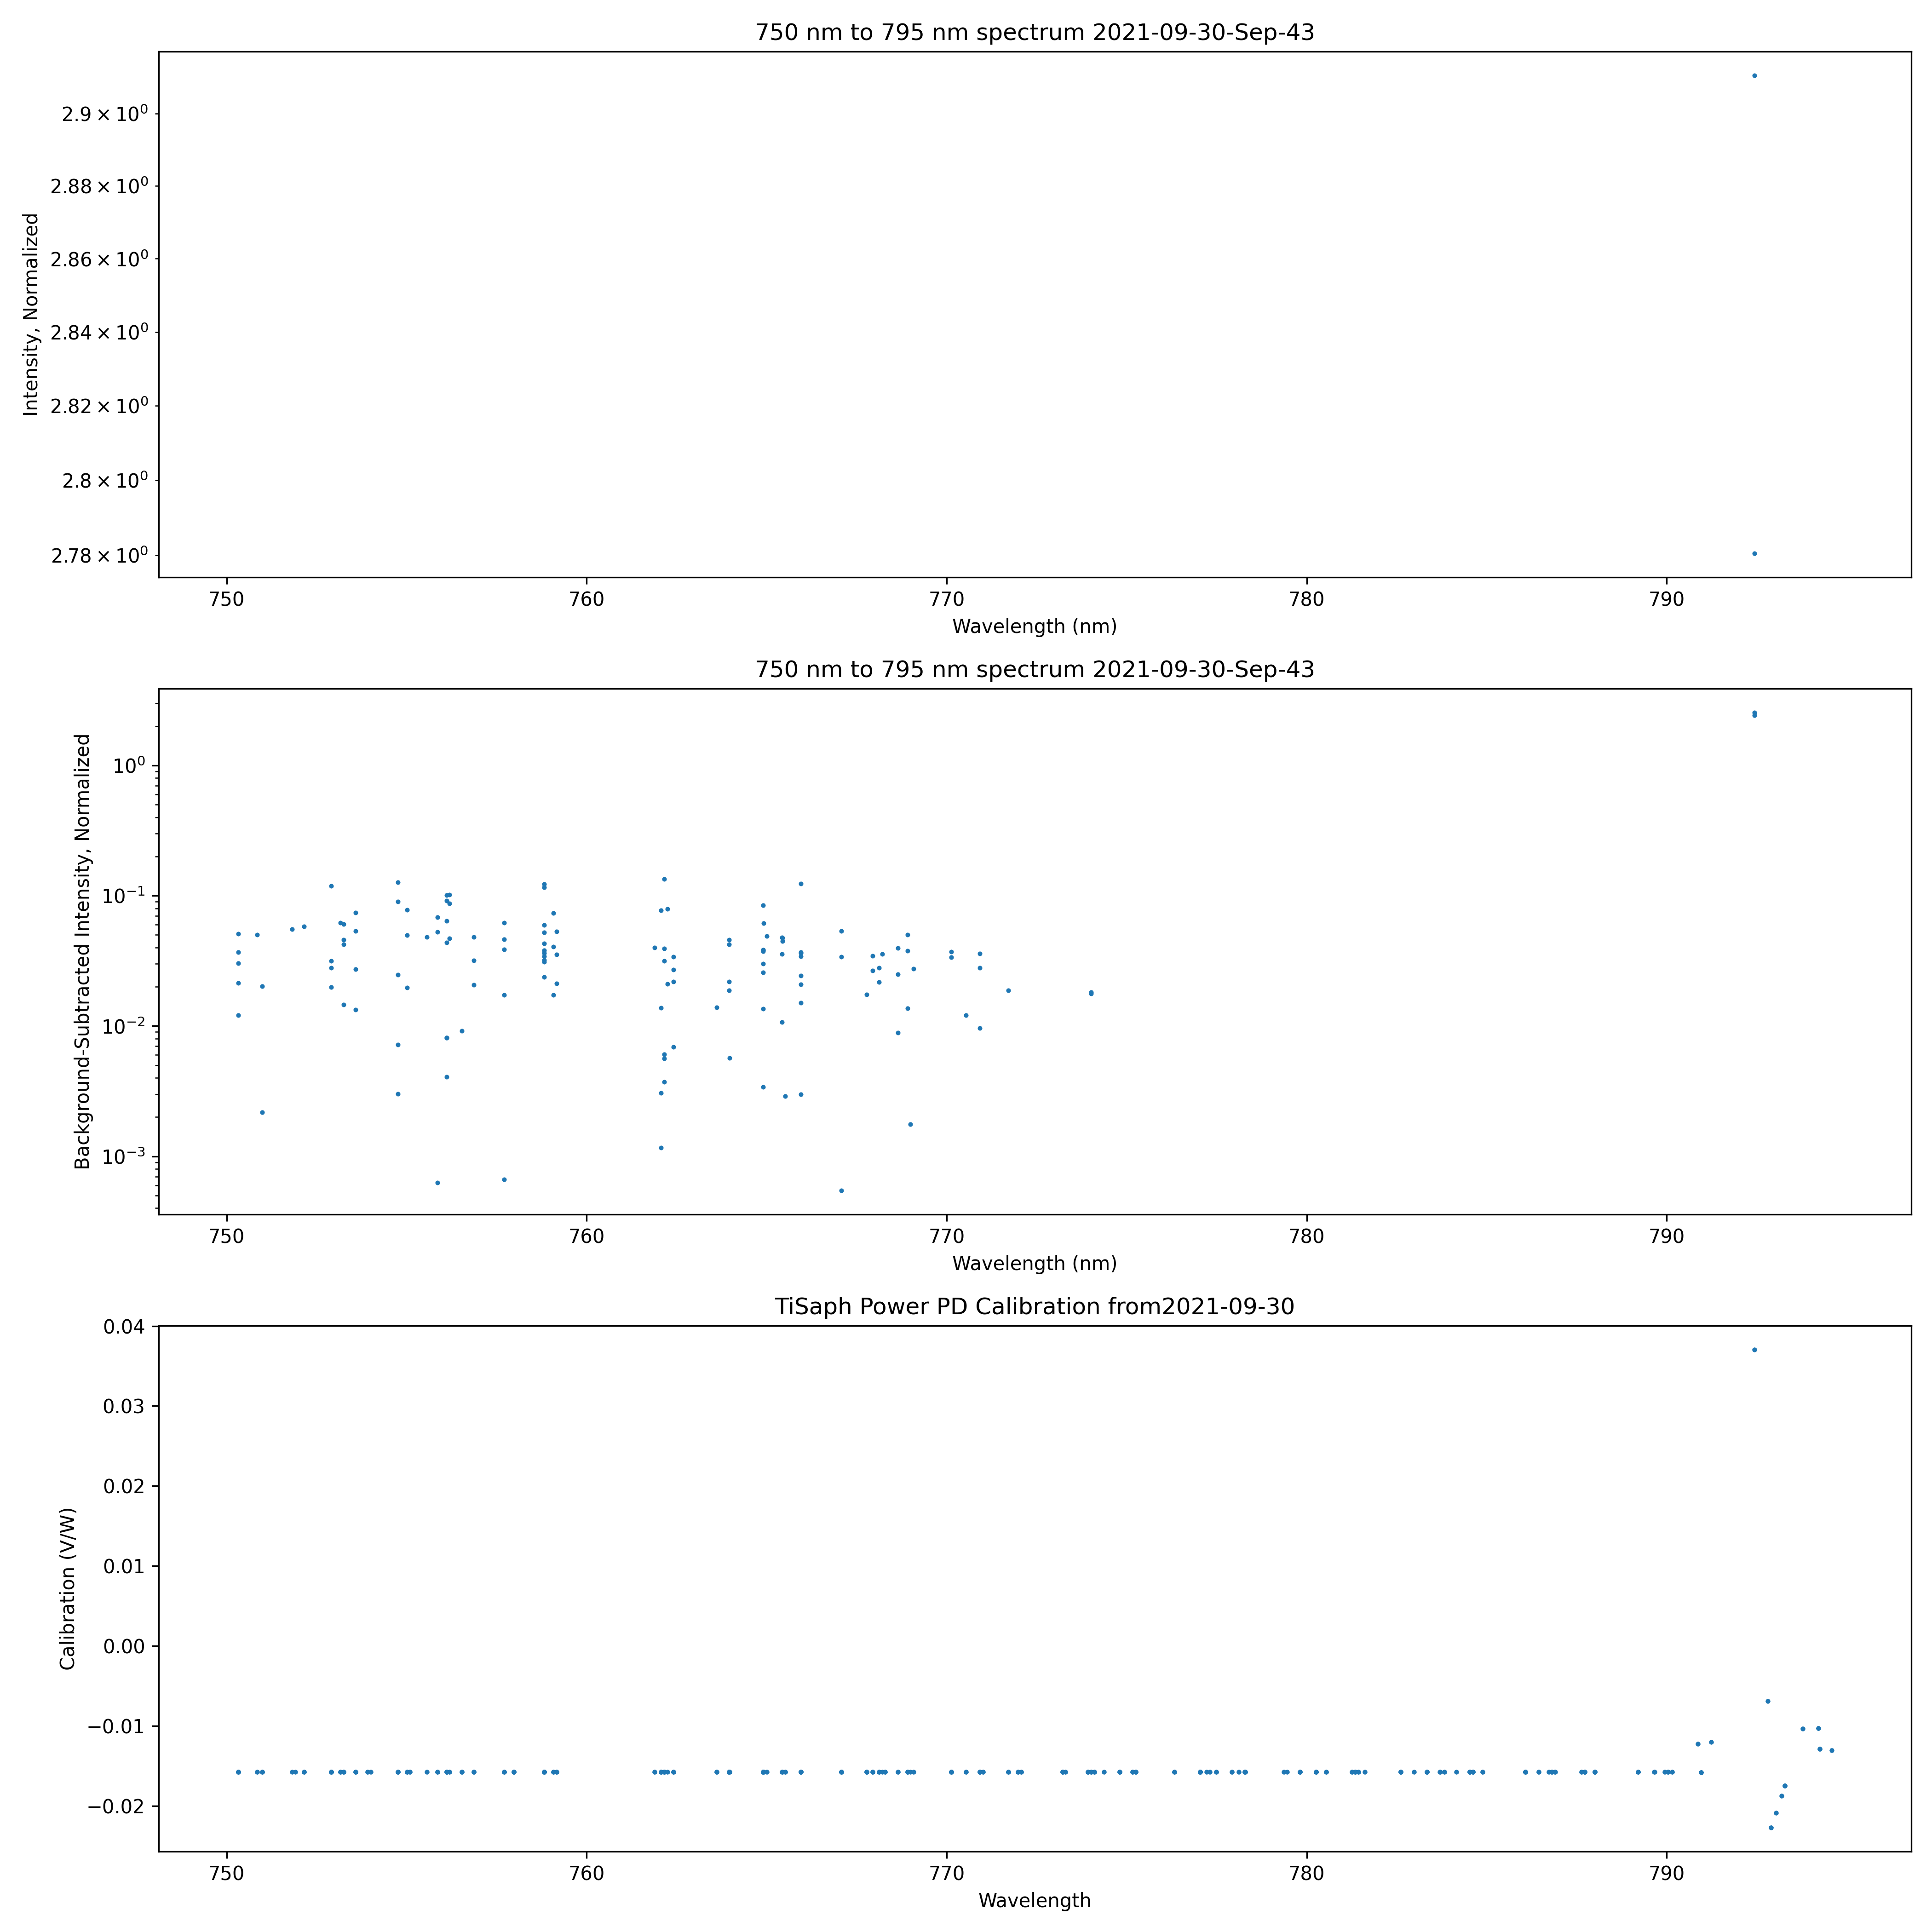 750 nm to 795 nm spectrum 2021-09-30-Sep-43
Intensity, Normalized
2.9 × 10⁰
2.88 × 10⁰
2.86 × 10⁰
2.84 × 10⁰
2.82 × 10⁰
2.8 × 10⁰
2.78 × 10⁰
750 760 770 780 790
Wavelength (nm)
750 nm to 795 nm spectrum 2021-09-30-Sep-43
Background-Subtracted Intensity, Normalized
10⁰
10⁻¹
10⁻²
10⁻³
750 760 770 780 790
Wavelength (nm)
TiSaph Power PD Calibration from2021-09-30
Calibration (V/W)
0.04
0.03
0.02
0.01
0.00
−0.01
−0.02
750 760 770 780 790
Wavelength